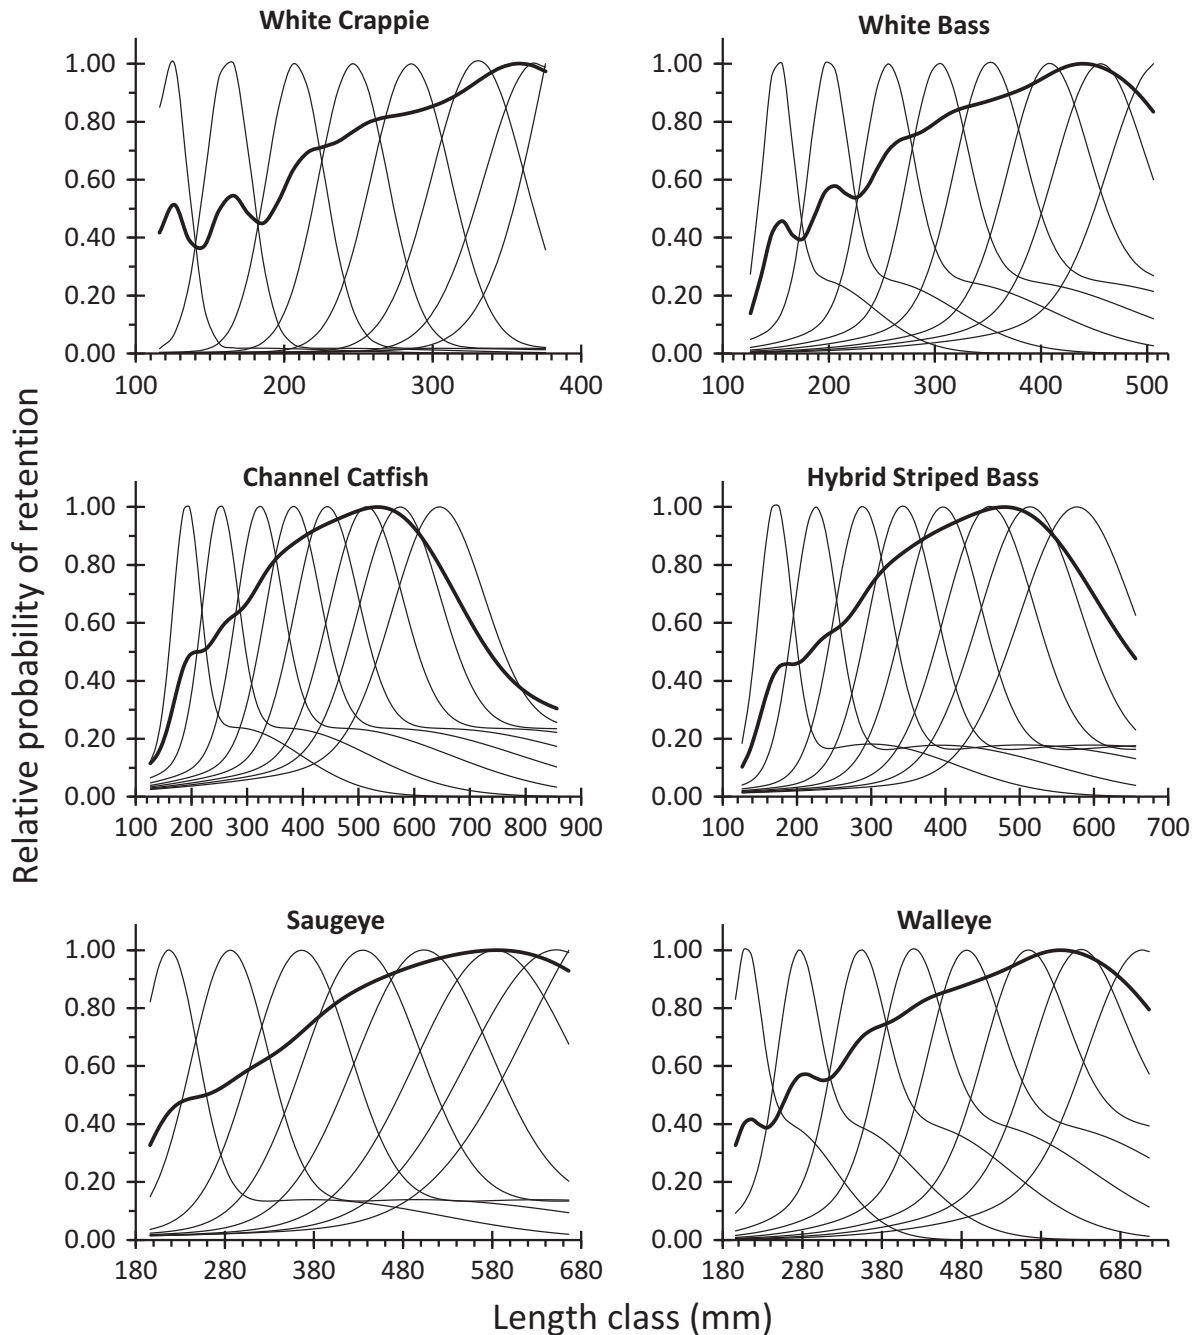 White Crappie
1.00
0.80
0.60
0.40
0.20
0.00
100 200 300 400
White Bass
1.00
0.80
0.60
0.40
0.20
0.00
100 200 300 400 500
Relative probability of retention
Channel Catfish
1.00
0.80
0.60
0.40
0.20
0.00
100 200 300 400 500 600 700 800 900
Hybrid Striped Bass
1.00
0.80
0.60
0.40
0.20
0.00
100 200 300 400 500 600 700
Saugeye
1.00
0.80
0.60
0.40
0.20
0.00
180 280 380 480 580 680
Walleye
1.00
0.80
0.60
0.40
0.20
0.00
180 280 380 480 580 680
Length class (mm)